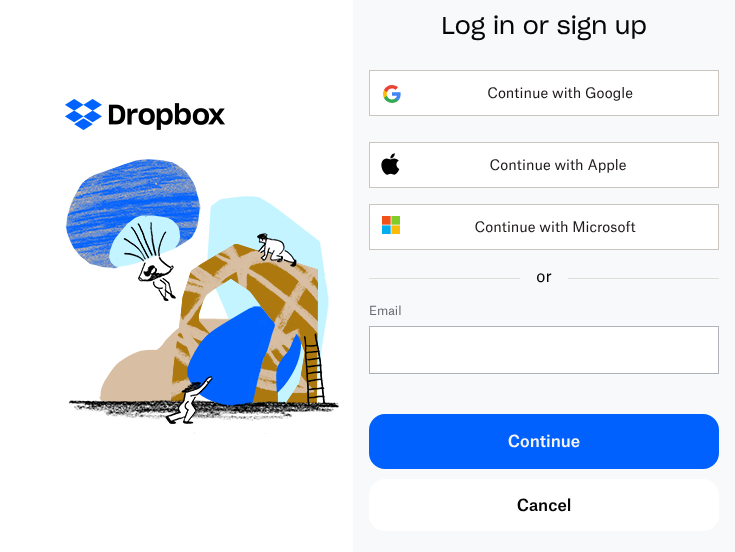 Dropbox
Log in or sign up
Continue with Google
Continue with Apple
Continue with Microsoft
or
Email
Continue
Cancel